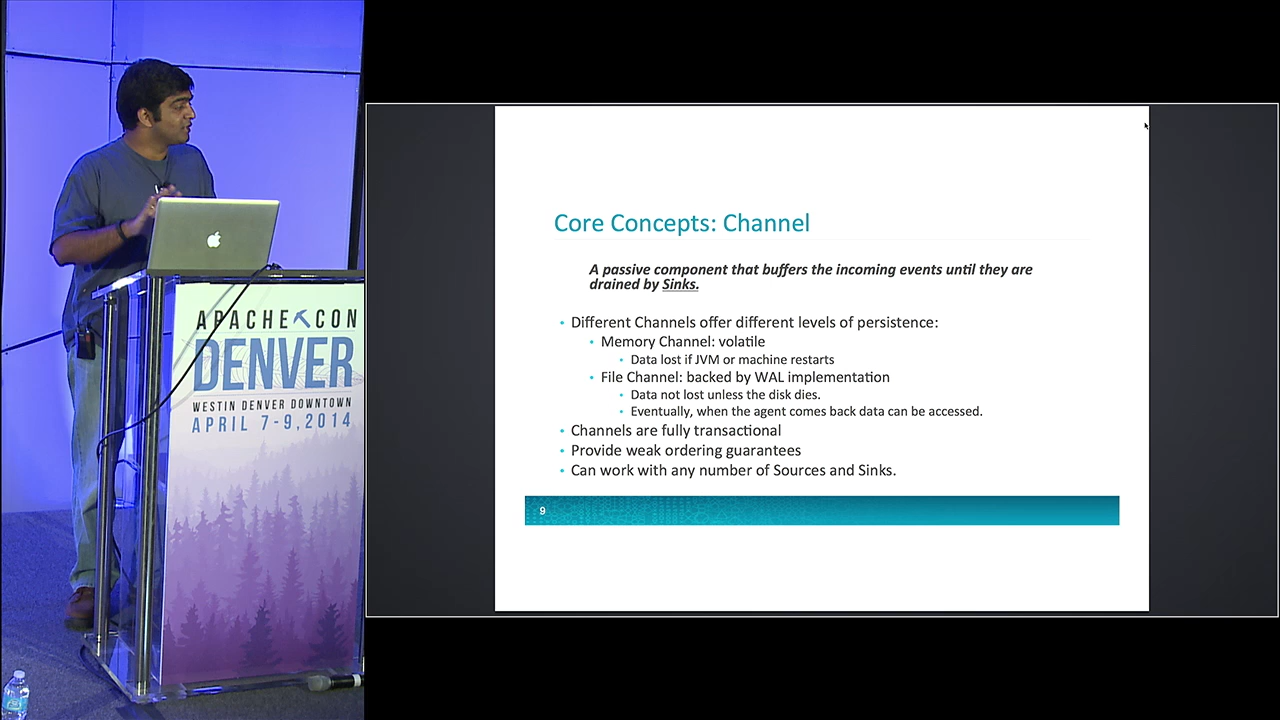 APACHE CON
DENVER
WESTIN DENVER DOWNTOWN
APRIL 7-9, 2014
Core Concepts: Channel
A passive component that buffers the incoming events until they are
drained by Sinks.
• Different Channels offer different levels of persistence:
• Memory Channel: volatile
• Data lost if JVM or machine restarts
• File Channel: backed by WAL implementation
• Data not lost unless the disk dies.
• Eventually, when the agent comes back data can be accessed.
• Channels are fully transactional
• Provide weak ordering guarantees
• Can work with any number of Sources and Sinks.
9